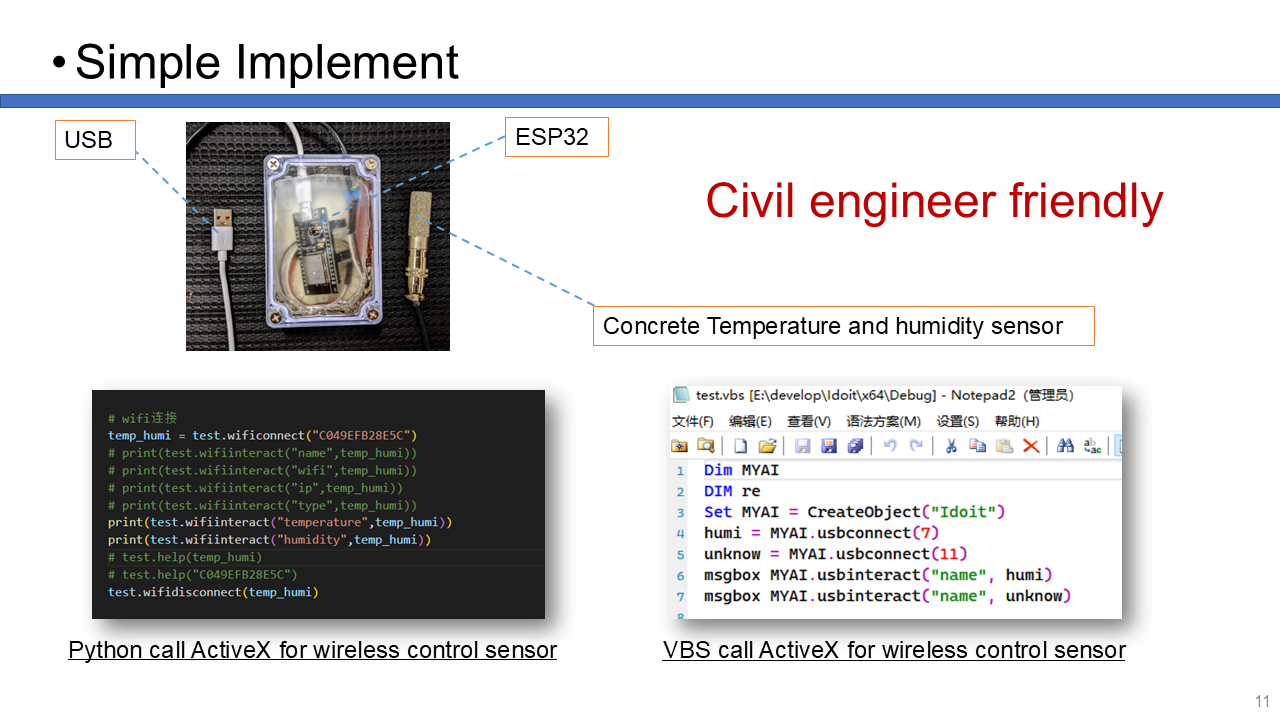 • Simple Implement
USB
ESP32
Civil engineer friendly
Concrete Temperature and humidity sensor
# wifi连接
temp_humi = test.wificonnect("C049EFB28E5C")
# print(test.wifiinteract("name",temp_humi))
# print(test.wifiinteract("wifi",temp_humi))
# print(test.wifiinteract("ip",temp_humi))
# print(test.wifiinteract("type",temp_humi))
print(test.wifiinteract("temperature",temp_humi))
print(test.wifiinteract("humidity",temp_humi))
# test.help(temp_humi)
# test.help("C049EFB28E5C")
test.wifidisconnect(temp_humi)
Python call ActiveX for wireless control sensor
test.vbs [E:\develop\Idoit\x64\Debug] - Notepad2 (管理员)
文件(F) 编辑(E) 查看(V) 语法方案(M) 设置(S) 帮助(H)
1 Dim MYAI
2 DIM re
3 Set MYAI = CreateObject("Idoit")
4 humi = MYAI.usbconnect(7)
5 unknow = MYAI.usbconnect(11)
6 msgbox MYAI.usbinteract("name", humi)
7 msgbox MYAI.usbinteract("name", unknow)
8
VBS call ActiveX for wireless control sensor
11